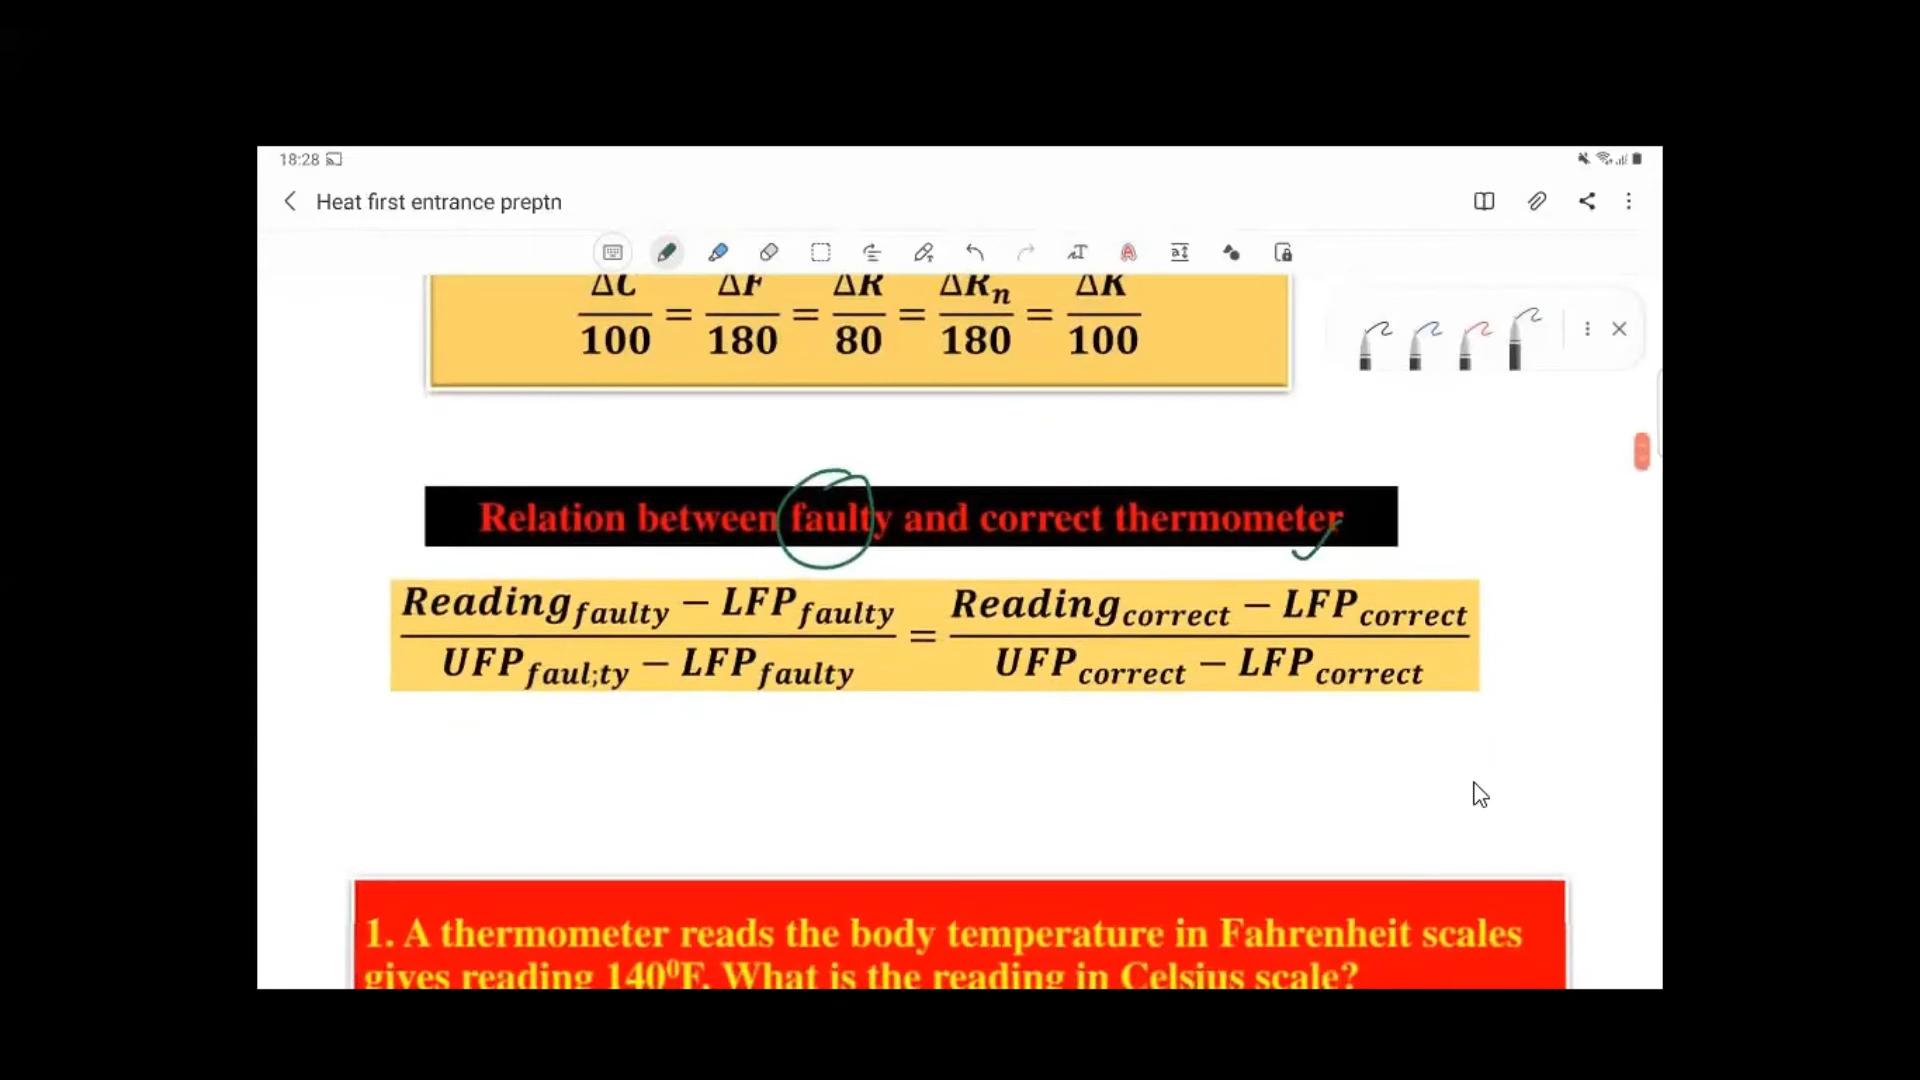 18:28
Heat first entrance preptn
ΔC/100 = ΔF/180 = ΔR/80 = ΔRn/180 = ΔK/100
Relation between faulty and correct thermometer
Reading faulty − LFP faulty / UFP faul;ty − LFP faulty = Reading correct − LFP correct / UFP correct − LFP correct
1. A thermometer reads the body temperature in Fahrenheit scales
gives reading 140⁰F. What is the reading in Celsius scale?